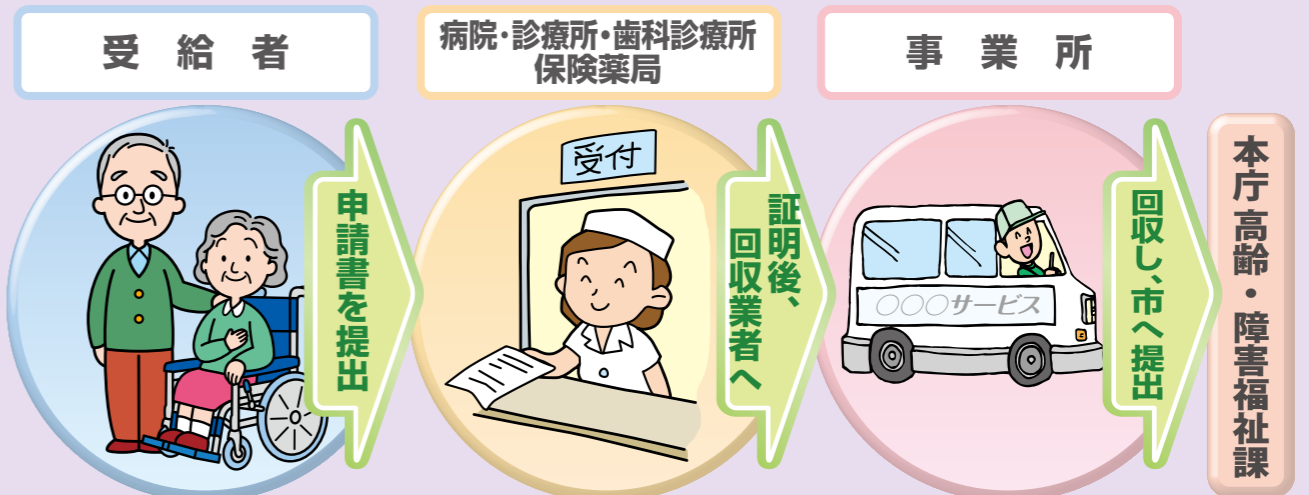 受給者
病院・診療所・歯科診療所
保険薬局
事業所
申請書を提出
受付
証明後、
回収業者へ
○○○サービス
回収し、市へ提出
本庁 高齢・障害福祉課